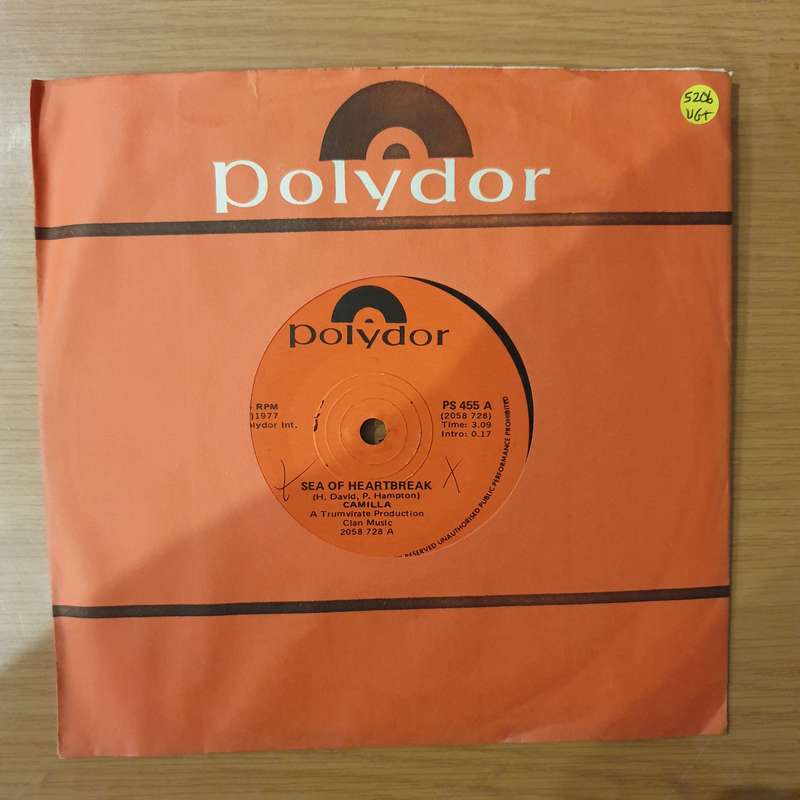 polydor
5206
VG+
polydor
RPM
)1977
lydor Int.
PS 455 A
(2058 728)
Time: 3.09
Intro: 0.17
SEA OF HEARTBREAK
(H. David, P. Hampton)
CAMILLA
A Trumvirate Production
Clan Music
2058 728 A
RESERVED UNAUTHORISED PUBLIC PERFORMANCE PROHIBITED
x